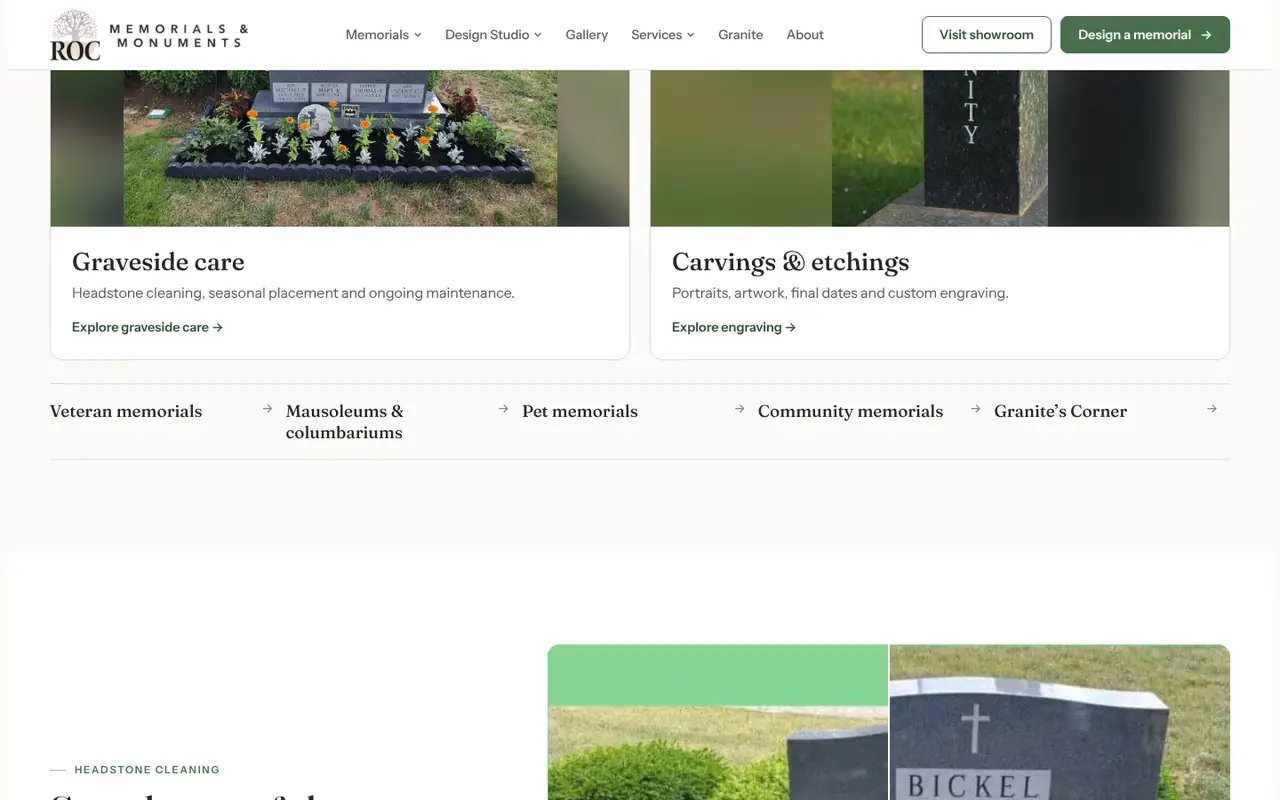 MEMORIALS &
MONUMENTS
ROC
Memorials
Design Studio
Gallery
Services
Granite
About
Visit showroom
Design a memorial →
NITY
Graveside care
Headstone cleaning, seasonal placement and ongoing maintenance.
Explore graveside care →
Carvings & etchings
Portraits, artwork, final dates and custom engraving.
Explore engraving →
Veteran memorials →
Mausoleums &
columbariums →
Pet memorials →
Community memorials →
Granite’s Corner →
HEADSTONE CLEANING
BICKEL